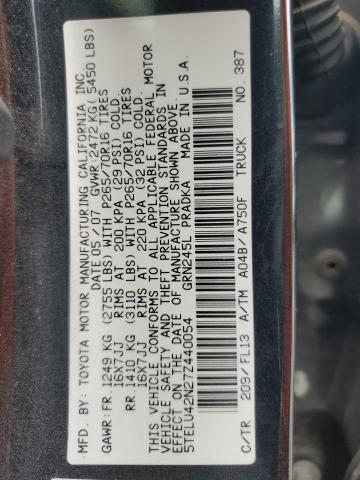 MFD. BY: TOYOTA MOTOR MANUFACTURING CALIFORNIA INC.
DATE 05/07 GVWR:2472 KG( 5450 LBS)
GAWR:FR 1249 KG (2755 LBS) WITH P265/70R16 TIRES
16X7JJ RIMS AT 200 KPA (29 PSI) COLD
RR 1410 KG (3110 LBS) WITH P265/70R16 TIRES
16X7JJ RIMS AT 220 KPA (32 PSI) COLD.
THIS VEHICLE CONFORMS TO ALL APPLICABLE FEDERAL MOTOR
VEHICLE SAFETY AND THEFT PREVENTION STANDARDS IN
EFFECT ON THE DATE OF MANUFACTURE SHOWN ABOVE.
5TELU42N27Z440054 GRN245L PRADKA MADE IN U.S.A.
C/TR 209/FL13 A/TM A04B/A750F TRUCK NO. 387